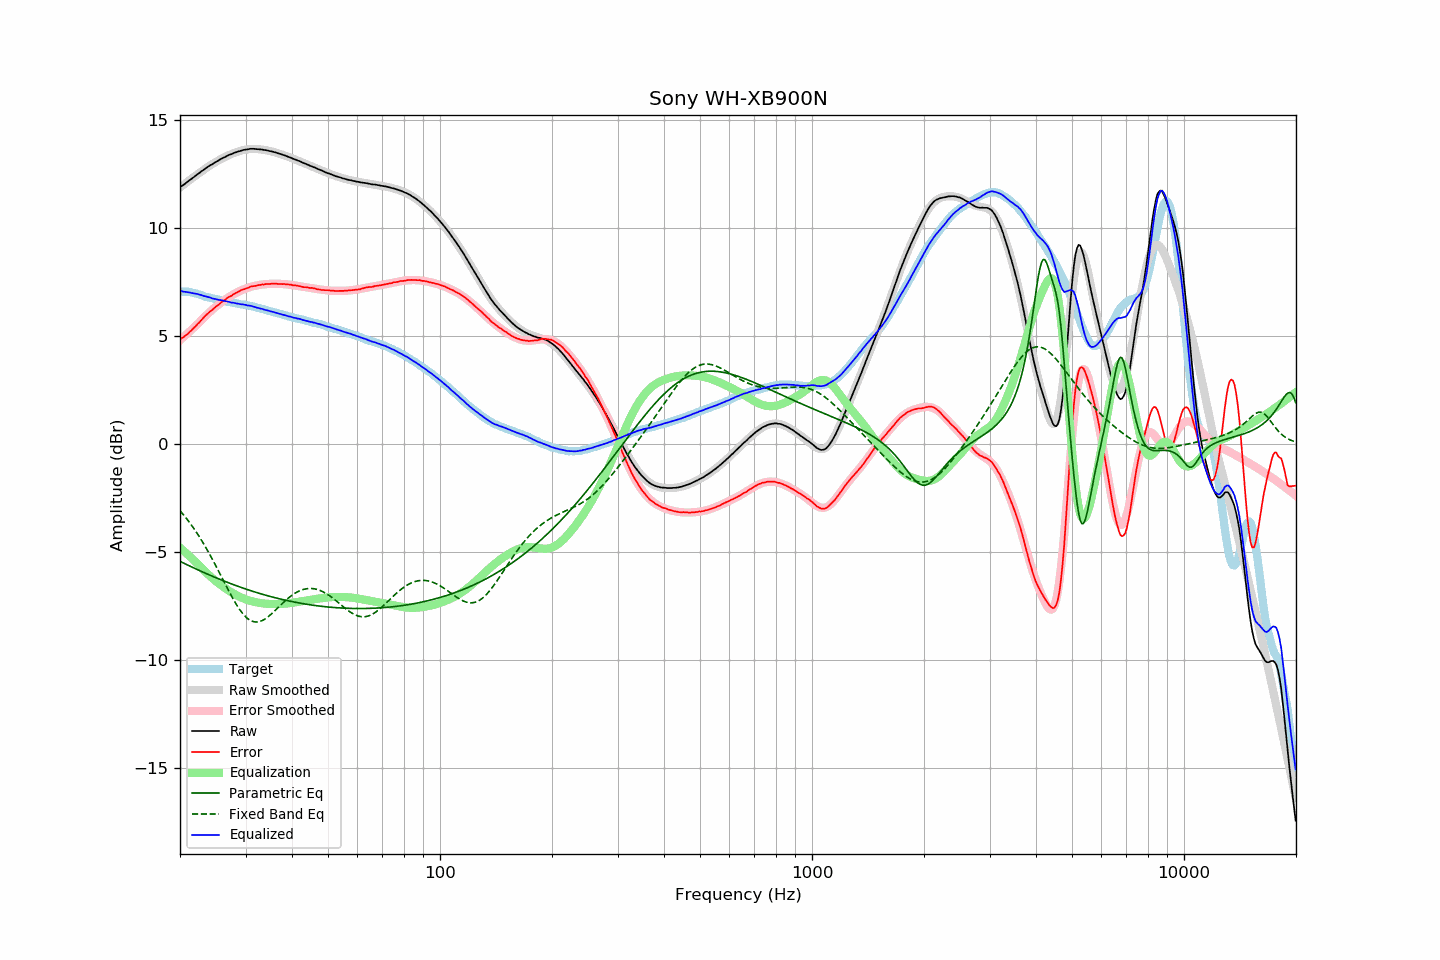 Sony WH-XB900N
15
10
5
0
−5
−10
−15
Amplitude (dBr)
Target
Raw Smoothed
Error Smoothed
Raw
Error
Equalization
Parametric Eq
Fixed Band Eq
Equalized
100 1000 10000
Frequency (Hz)